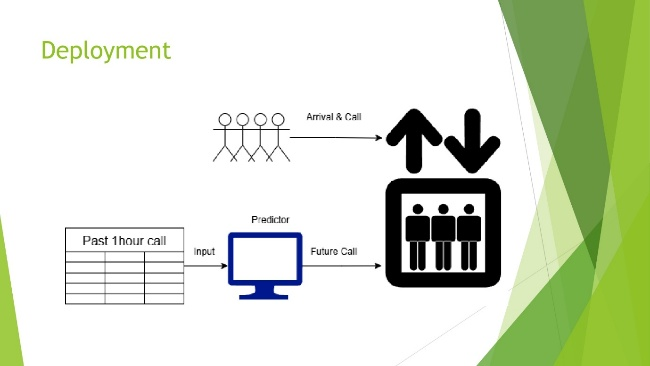 Deployment
Arrival & Call
Predictor
Past 1hour call
Input
Future Call